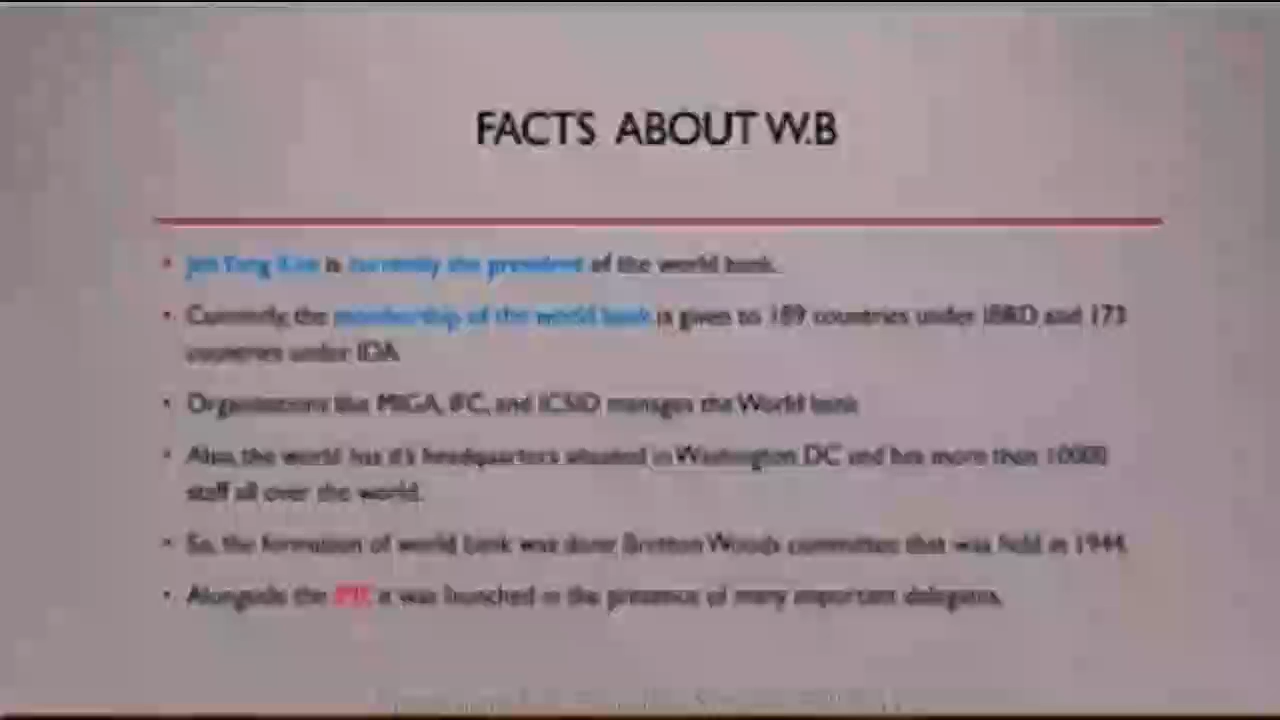 FACTS ABOUT W.B
• Jim Yong Kim is currently the president of the world bank.
• Currently, the membership of the world bank is given to 189 countries under IBRD and 173
countries under IDA
• Organizations like MIGA, IFC, and ICSID manages the World bank
• Also, the world has it's headquarters situated in Washington DC and has more than 10000
staff all over the world.
• So, the formation of world bank was done Bretton Woods committee that was held in 1944.
• Alongside the it was launched in the presence of many important delegates.